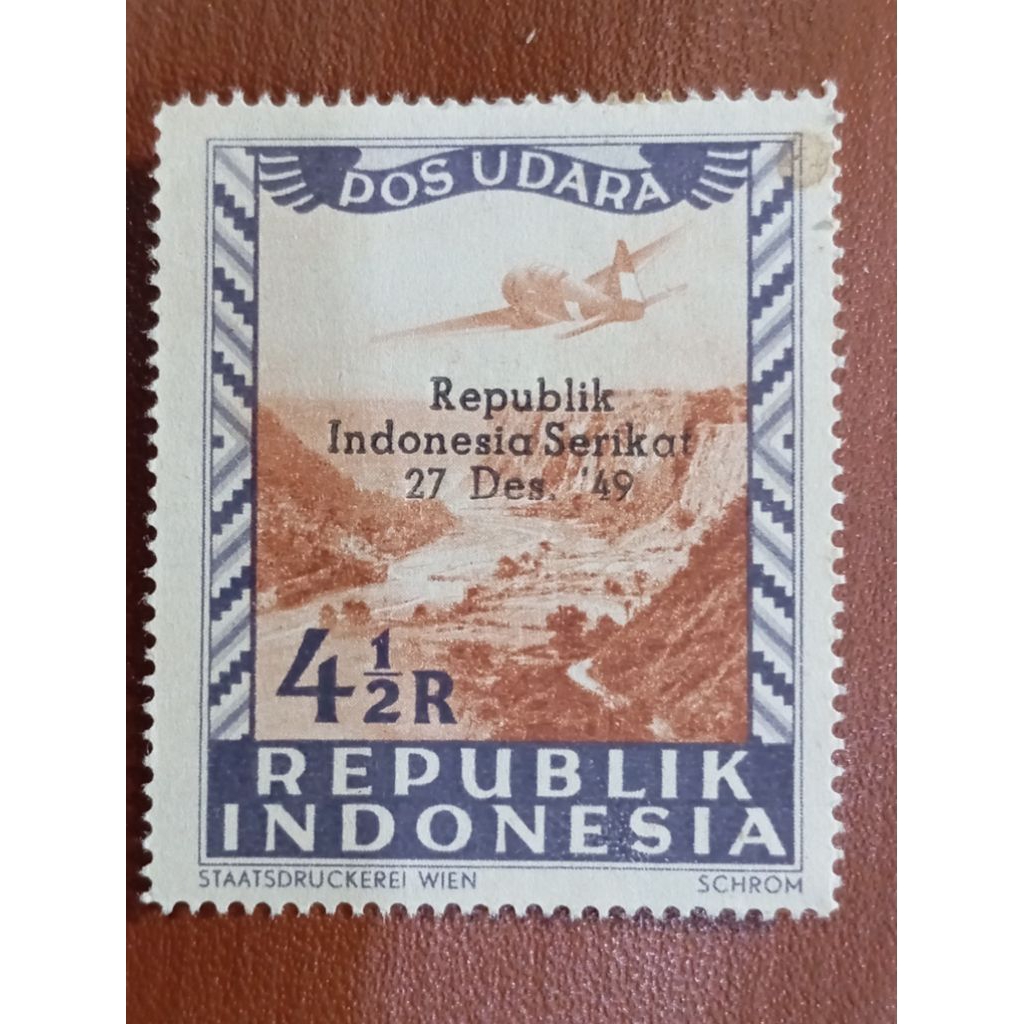 POS UDARA
Republik
Indonesia Serikat
27 Des. '49
4 1/2 R
REPUBLIK
INDONESIA
STAATSDRUCKEREI WIEN
SCHROM